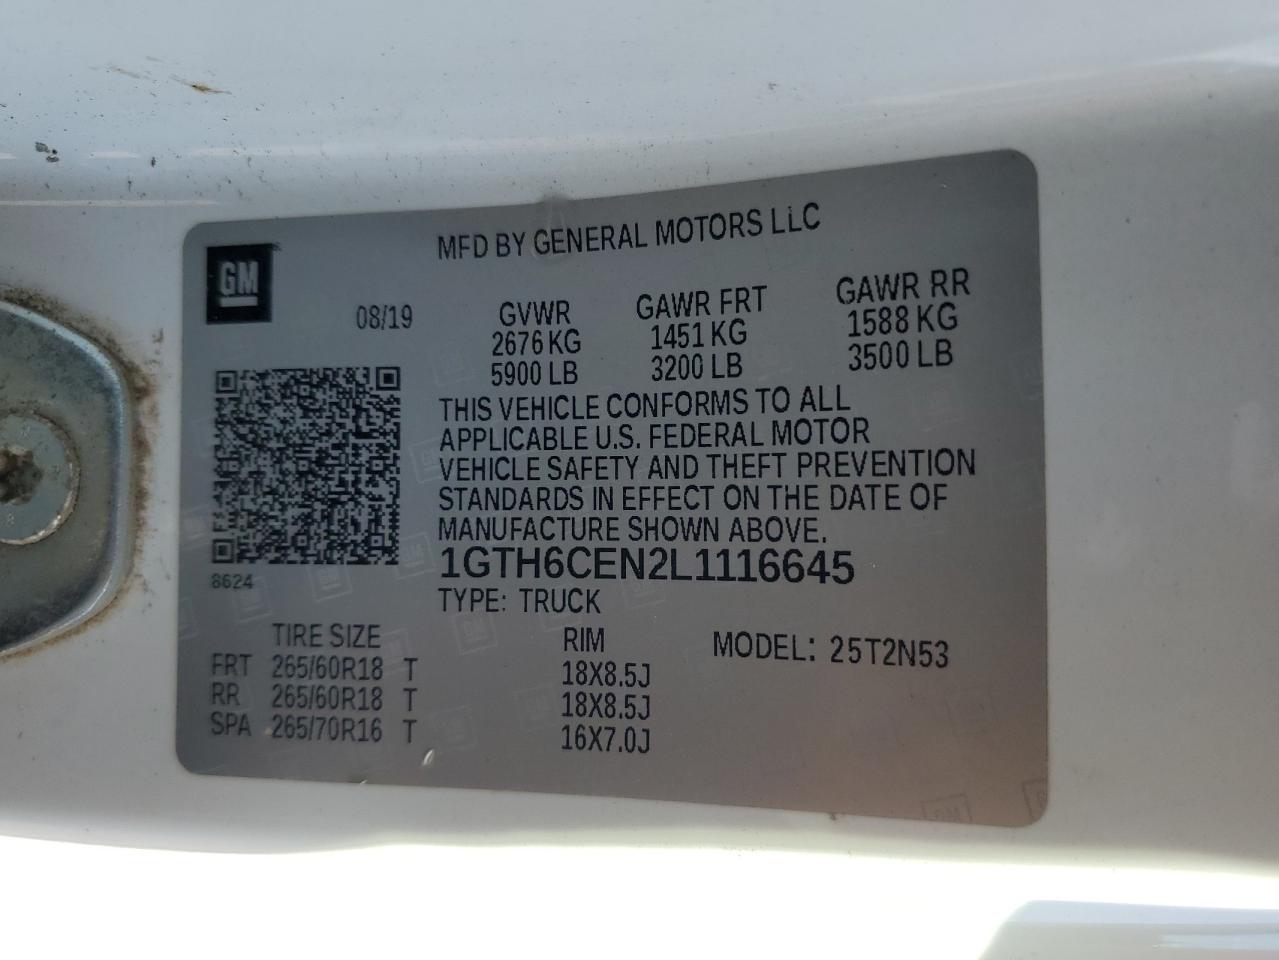 MFD BY GENERAL MOTORS LLC
GM
08/19 GVWR GAWR FRT GAWR RR
2676 KG 1451 KG 1588 KG
5900 LB 3200 LB 3500 LB
THIS VEHICLE CONFORMS TO ALL
APPLICABLE U.S. FEDERAL MOTOR
VEHICLE SAFETY AND THEFT PREVENTION
STANDARDS IN EFFECT ON THE DATE OF
MANUFACTURE SHOWN ABOVE.
8624 1GTH6CEN2L1116645
TYPE: TRUCK
TIRE SIZE RIM MODEL: 25T2N53
FRT 265/60R18 T 18X8.5J
RR 265/60R18 T 18X8.5J
SPA 265/70R16 T 16X7.0J